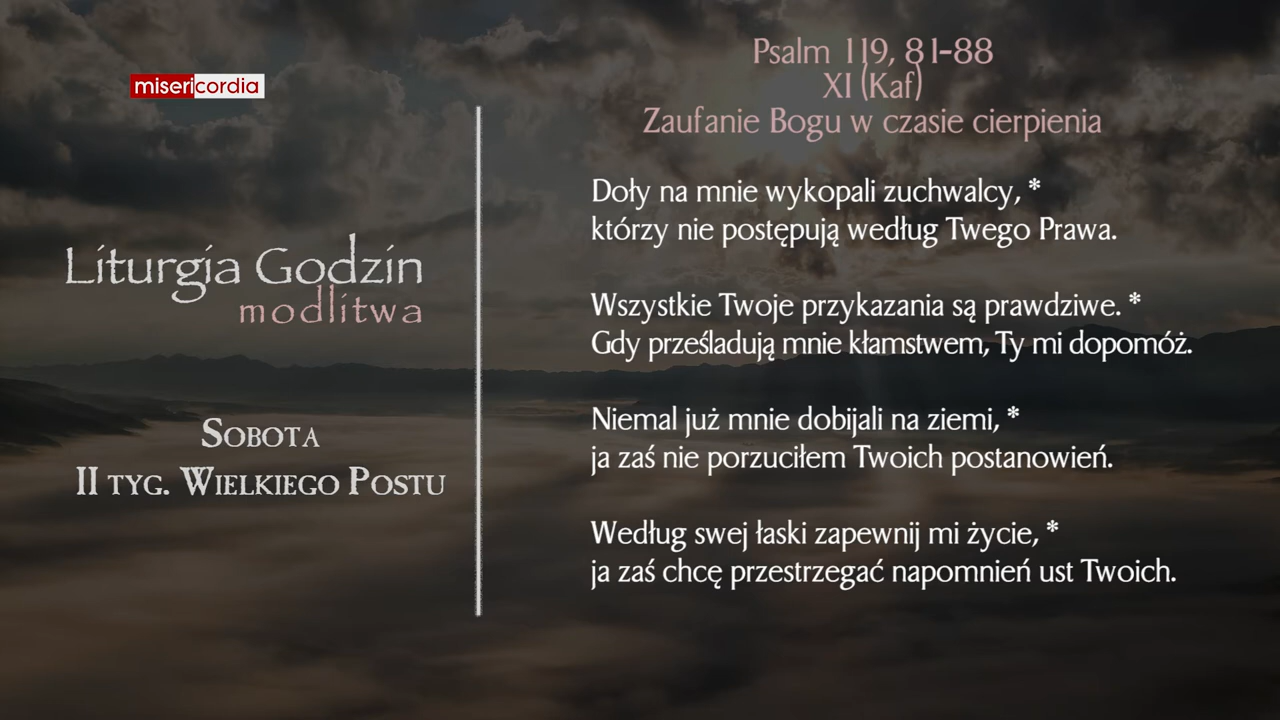 misericordia
Liturgia Godzin
modlitwa
Sobota
II tyg. Wielkiego Postu
Psalm 119, 81-88
XI (Kaf)
Zaufanie Bogu w czasie cierpienia
Doły na mnie wykopali zuchwalcy, *
którzy nie postępują według Twego Prawa.
Wszystkie Twoje przykazania są prawdziwe. *
Gdy prześladują mnie kłamstwem, Ty mi dopomóż.
Niemal już mnie dobijali na ziemi, *
ja zaś nie porzuciłem Twoich postanowień.
Według swej łaski zapewnij mi życie, *
ja zaś chcę przestrzegać napomnień ust Twoich.